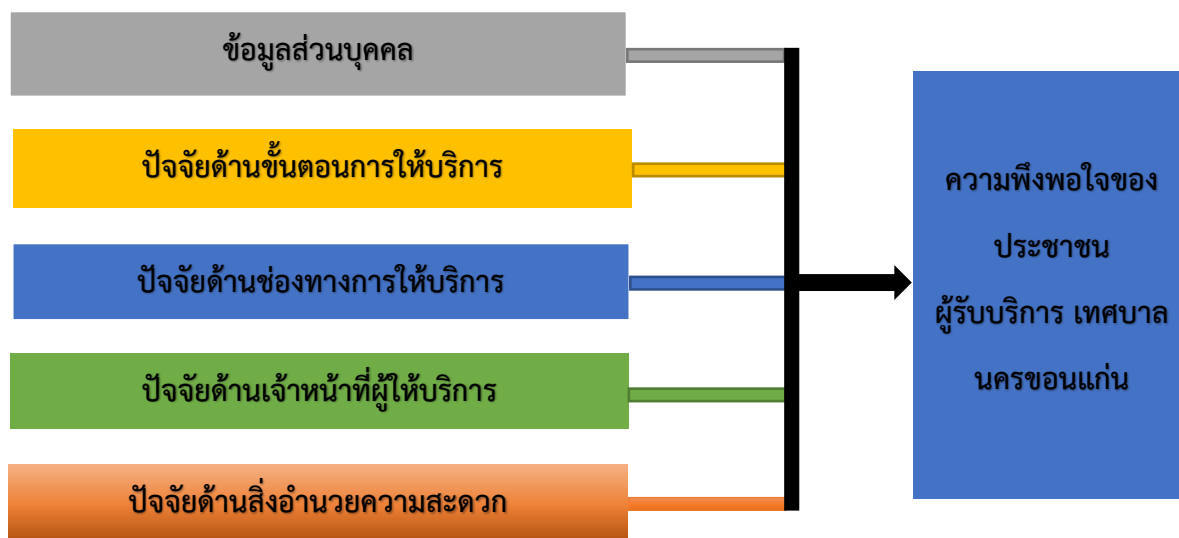 ข้อมูลส่วนบุคคล
ปัจจัยด้านขั้นตอนการให้บริการ
ปัจจัยด้านช่องทางการให้บริการ
ปัจจัยด้านเจ้าหน้าที่ผู้ให้บริการ
ปัจจัยด้านสิ่งอำนวยความสะดวก
ความพึงพอใจของ
ประชาชน
ผู้รับบริการ เทศบาล
นครขอนแก่น